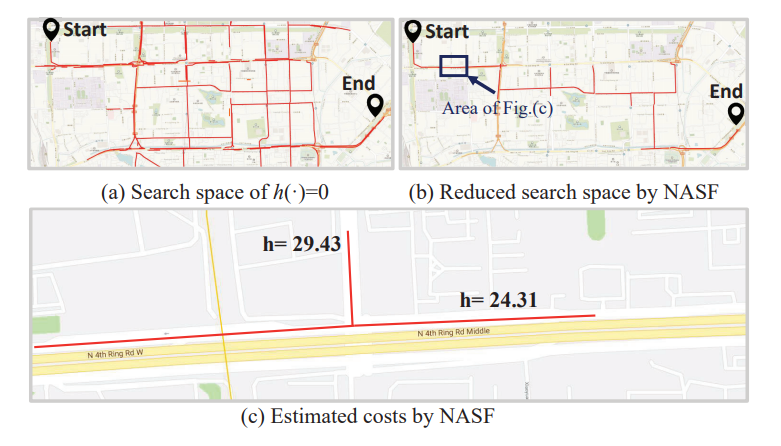 Start
End
Start
End
Area of Fig.(c)
(a) Search space of h(·)=0
(b) Reduced search space by NASF
h= 29.43
h= 24.31
N 4th Ring Rd Middle
N 4th Ring Rd W
(c) Estimated costs by NASF